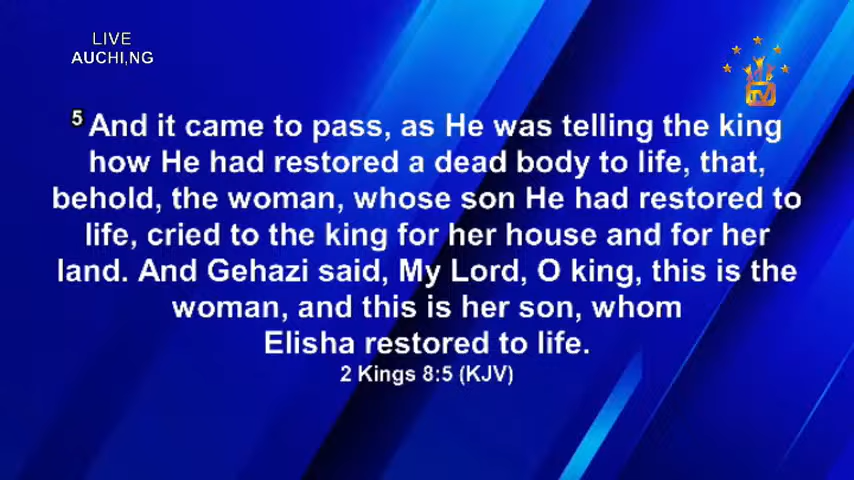 LIVE
AUCHI,NG
TV
5 And it came to pass, as He was telling the king
how He had restored a dead body to life, that,
behold, the woman, whose son He had restored to
life, cried to the king for her house and for her
land. And Gehazi said, My Lord, O king, this is the
woman, and this is her son, whom
Elisha restored to life.
2 Kings 8:5 (KJV)